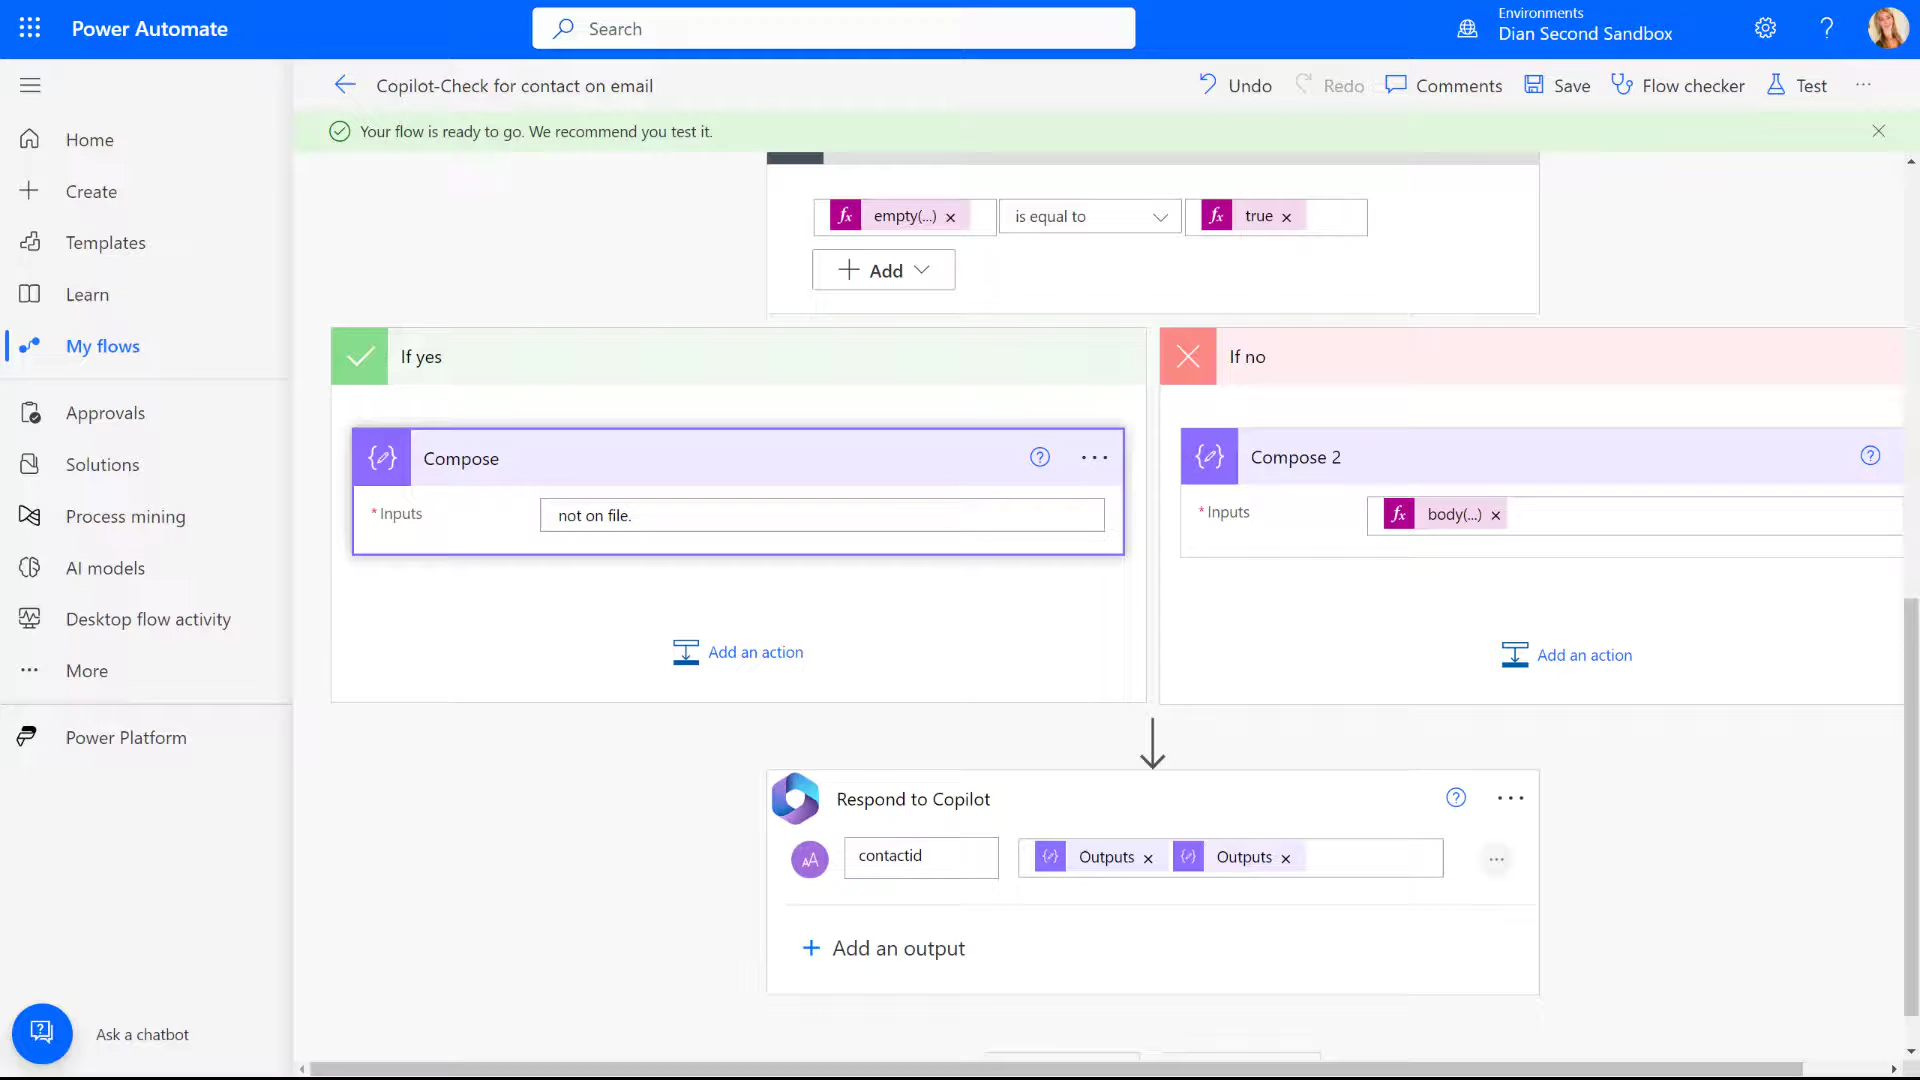 Power Automate
Search
Environments
Dian Second Sandbox
Copilot-Check for contact on email
Undo
Redo
Comments
Save
Flow checker
Test
Your flow is ready to go. We recommend you test it.
Home
Create
Templates
Learn
My flows
Approvals
Solutions
Process mining
AI models
Desktop flow activity
More
Power Platform
Ask a chatbot
fx empty(...) ×
is equal to
fx true ×
Add
If yes
If no
Compose
* Inputs
not on file.
Add an action
Compose 2
* Inputs
fx body(...) ×
Add an action
Respond to Copilot
AA
contactid
Outputs × Outputs ×
+ Add an output